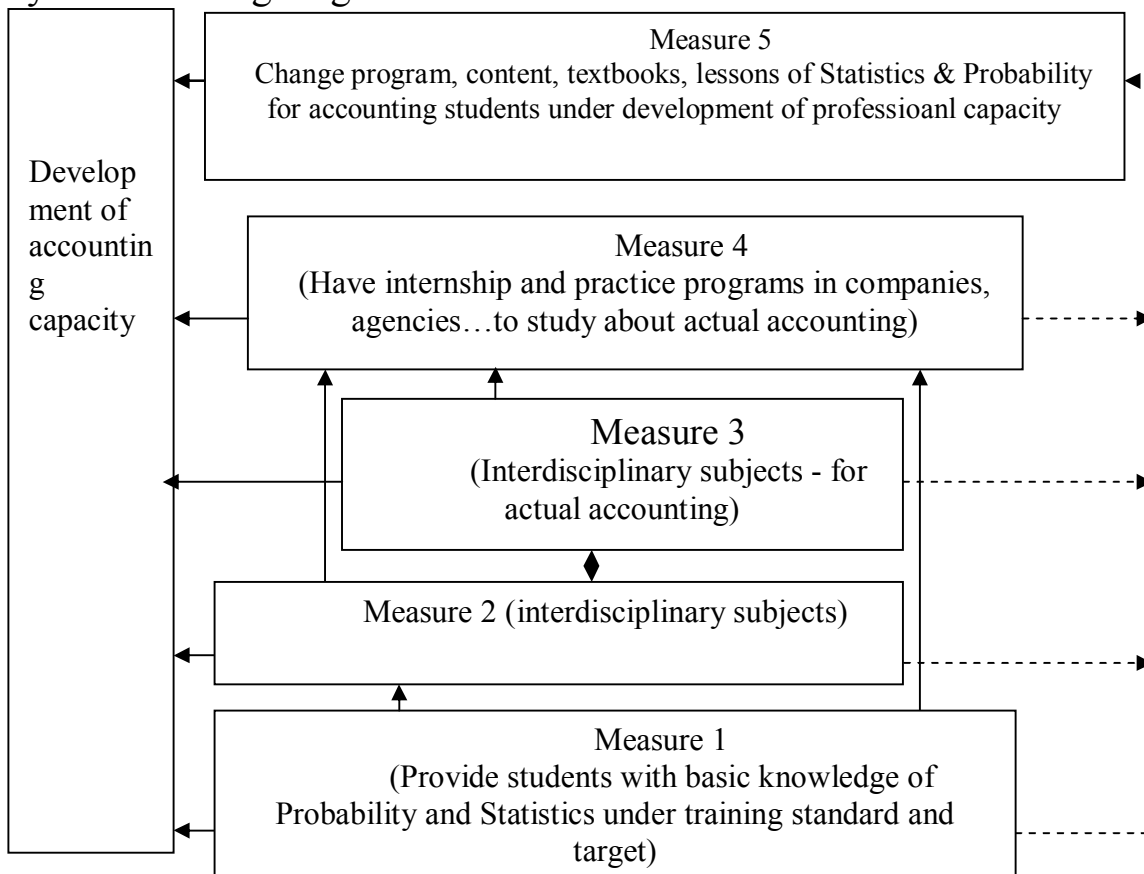 Measure 5
Change program, content, textbooks, lessons of Statistics & Probability
for accounting students under development of professioanl capacity
Develop
ment of
accountin
g
capacity
Measure 4
(Have internship and practice programs in companies,
agencies…to study about actual accounting)
Measure 3
(Interdisciplinary subjects - for
actual accounting)
Measure 2 (interdisciplinary subjects)
Measure 1
(Provide students with basic knowledge of
Probability and Statistics under training standard and
target)